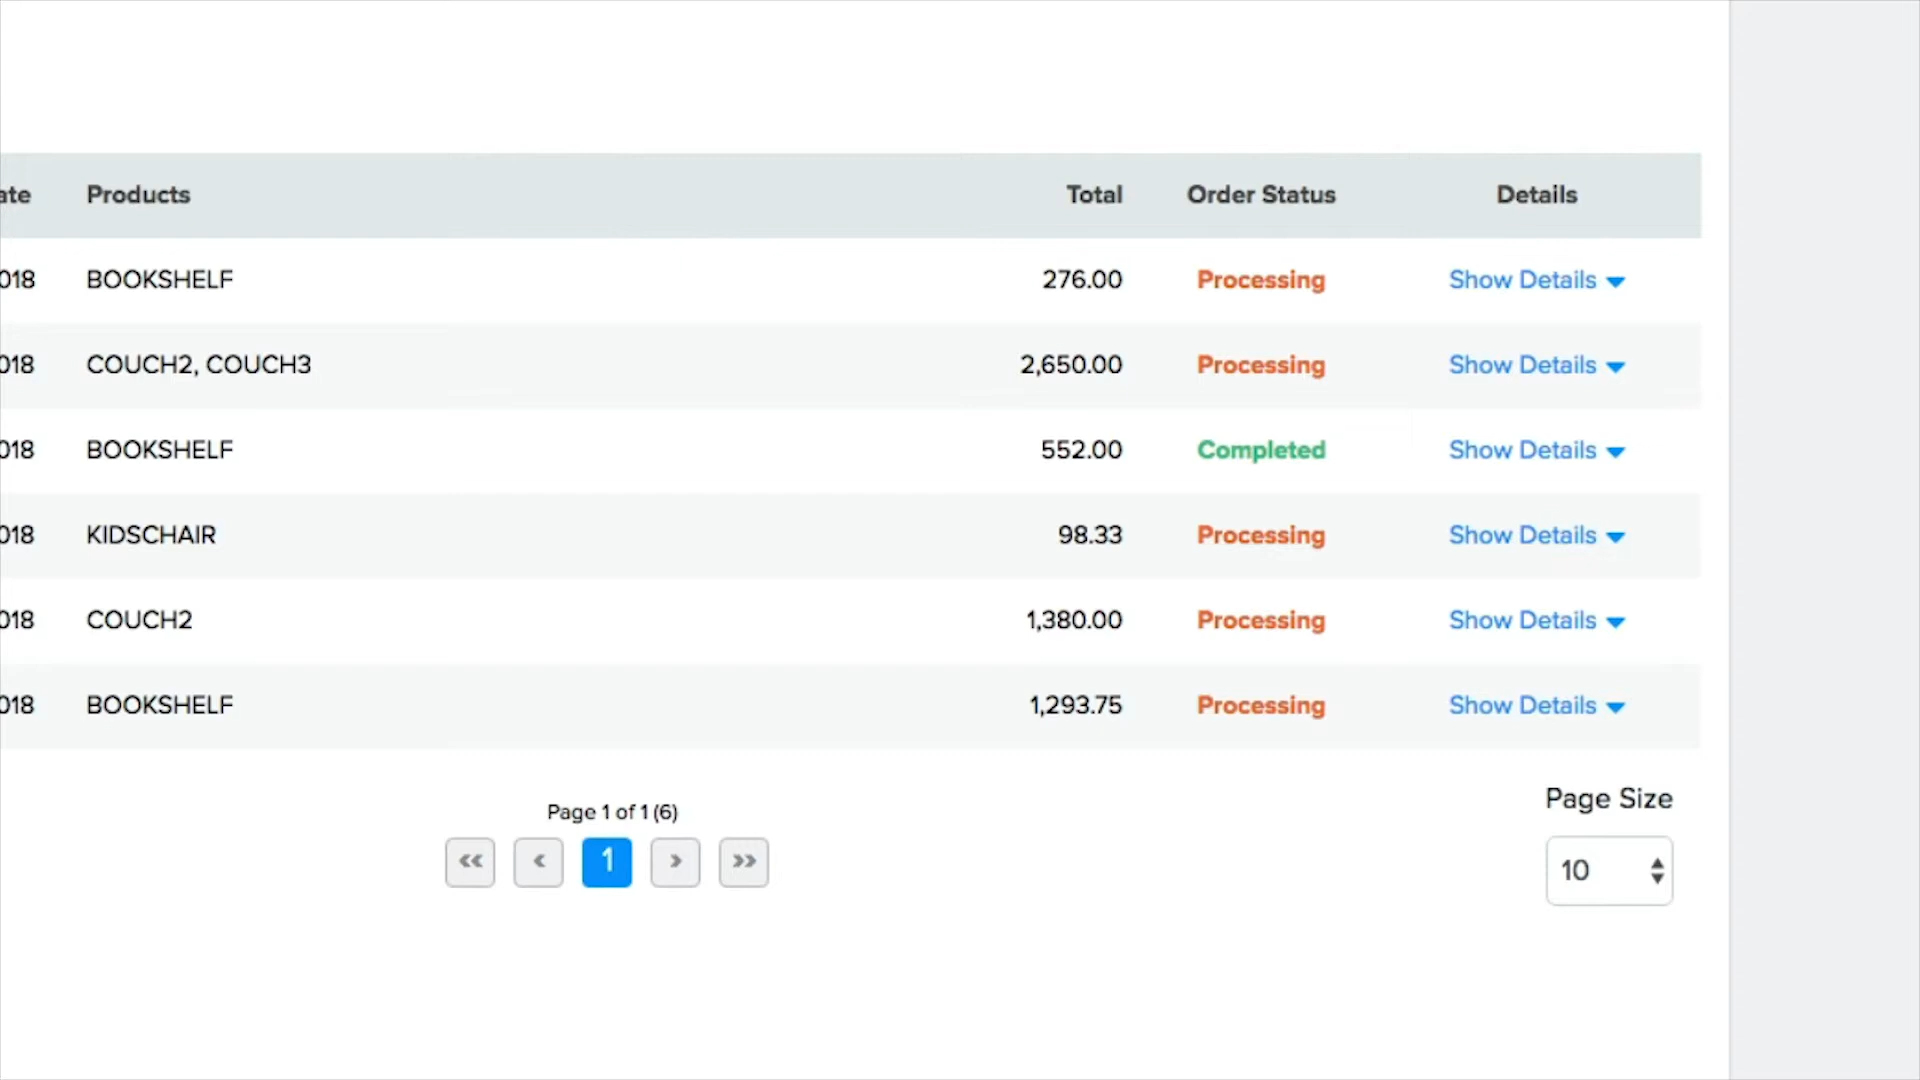 ate Products Total Order Status Details
018 BOOKSHELF 276.00 Processing Show Details
018 COUCH2, COUCH3 2,650.00 Processing Show Details
018 BOOKSHELF 552.00 Completed Show Details
018 KIDSCHAIR 98.33 Processing Show Details
018 COUCH2 1,380.00 Processing Show Details
018 BOOKSHELF 1,293.75 Processing Show Details
Page Size
Page 1 of 1 (6)
« ‹ 1 › »
10